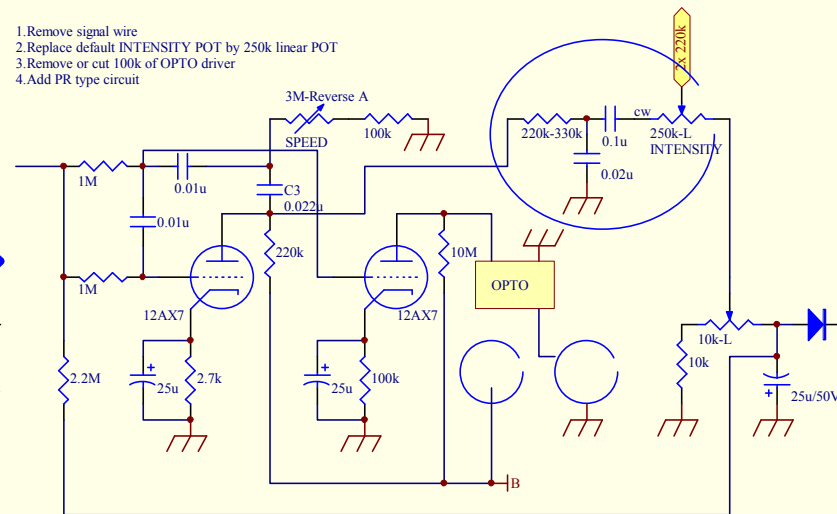 1.Remove signal wire
2.Replace default INTENSITY POT by 250k linear POT
3.Remove or cut 100k of OPTO driver
4.Add PR type circuit
2x 220k
3M-Reverse A
SPEED
100k
220k-330k
0.1u
cw
250k-L
INTENSITY
0.02u
1M
0.01u
C3
0.022u
0.01u
220k
10M
OPTO
1M
12AX7
12AX7
10k-L
2.2M
25u
2.7k
25u
100k
10k
25u/50V
B